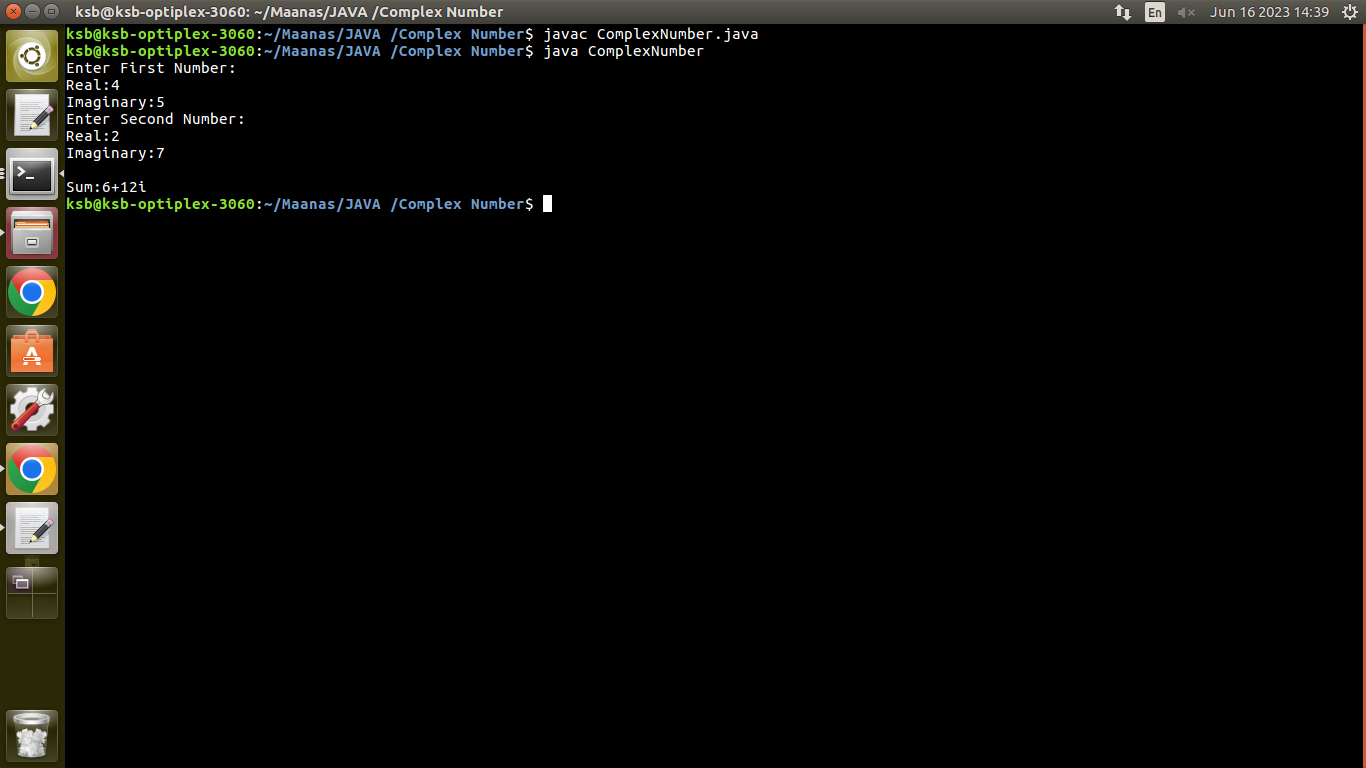 ksb@ksb-optiplex-3060: ~/Maanas/JAVA /Complex Number
En
Jun 16 2023 14:39
ksb@ksb-optiplex-3060:~/Maanas/JAVA /Complex Number$ javac ComplexNumber.java
ksb@ksb-optiplex-3060:~/Maanas/JAVA /Complex Number$ java ComplexNumber
Enter First Number:
Real:4
Imaginary:5
Enter Second Number:
Real:2
Imaginary:7

Sum:6+12i
ksb@ksb-optiplex-3060:~/Maanas/JAVA /Complex Number$